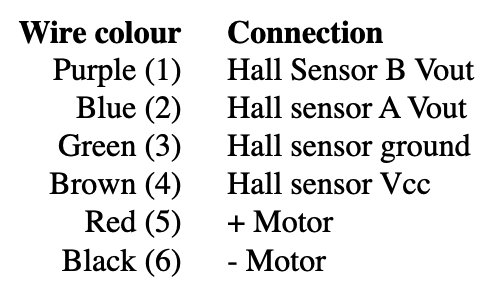 Wire colour Connection
Purple (1) Hall Sensor B Vout
Blue (2) Hall sensor A Vout
Green (3) Hall sensor ground
Brown (4) Hall sensor Vcc
Red (5) + Motor
Black (6) - Motor